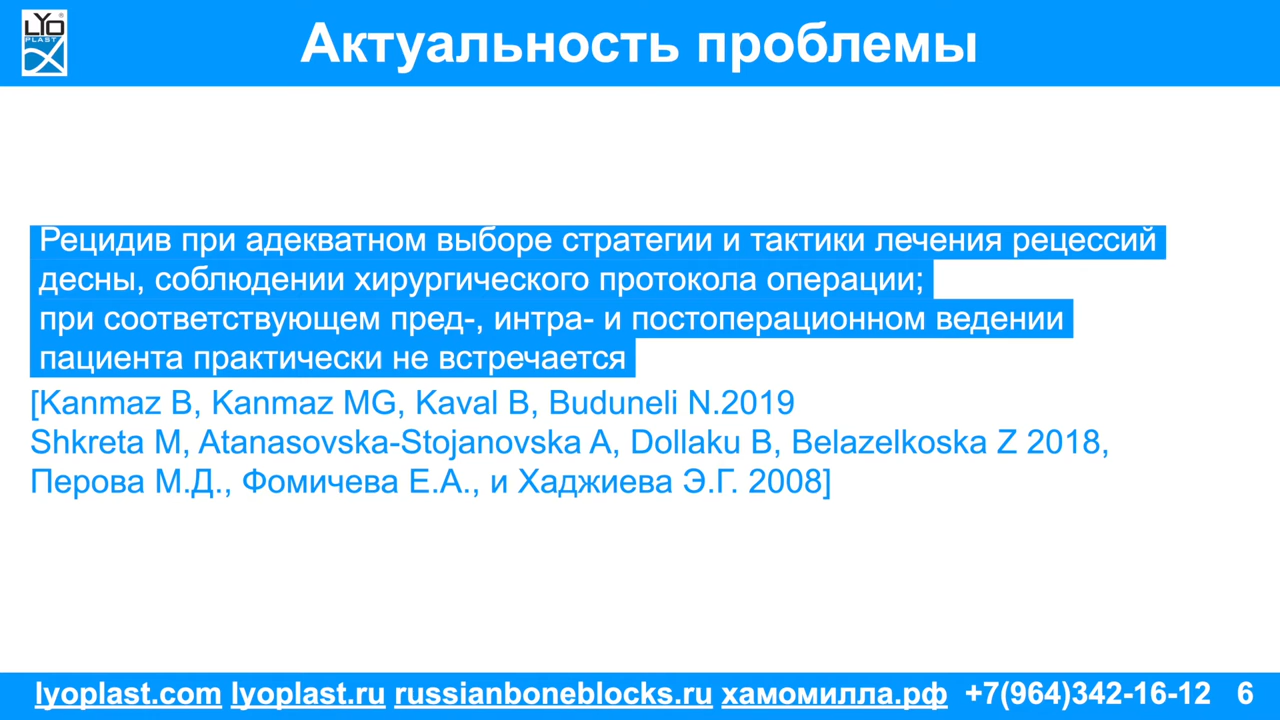 LYO®
PLAST
Актуальность проблемы
Рецидив при адекватном выборе стратегии и тактики лечения рецессий
десны, соблюдении хирургического протокола операции;
при соответствующем пред-, интра- и постоперационном ведении
пациента практически не встречается
[Kanmaz B, Kanmaz MG, Kaval B, Buduneli N.2019
Shkreta M, Atanasovska-Stojanovska A, Dollaku B, Belazelkoska Z 2018,
Перова М.Д., Фомичева Е.А., и Хаджиева Э.Г. 2008]
lyoplast.com lyoplast.ru russianboneblocks.ru хамомилла.рф +7(964)342-16-12 6